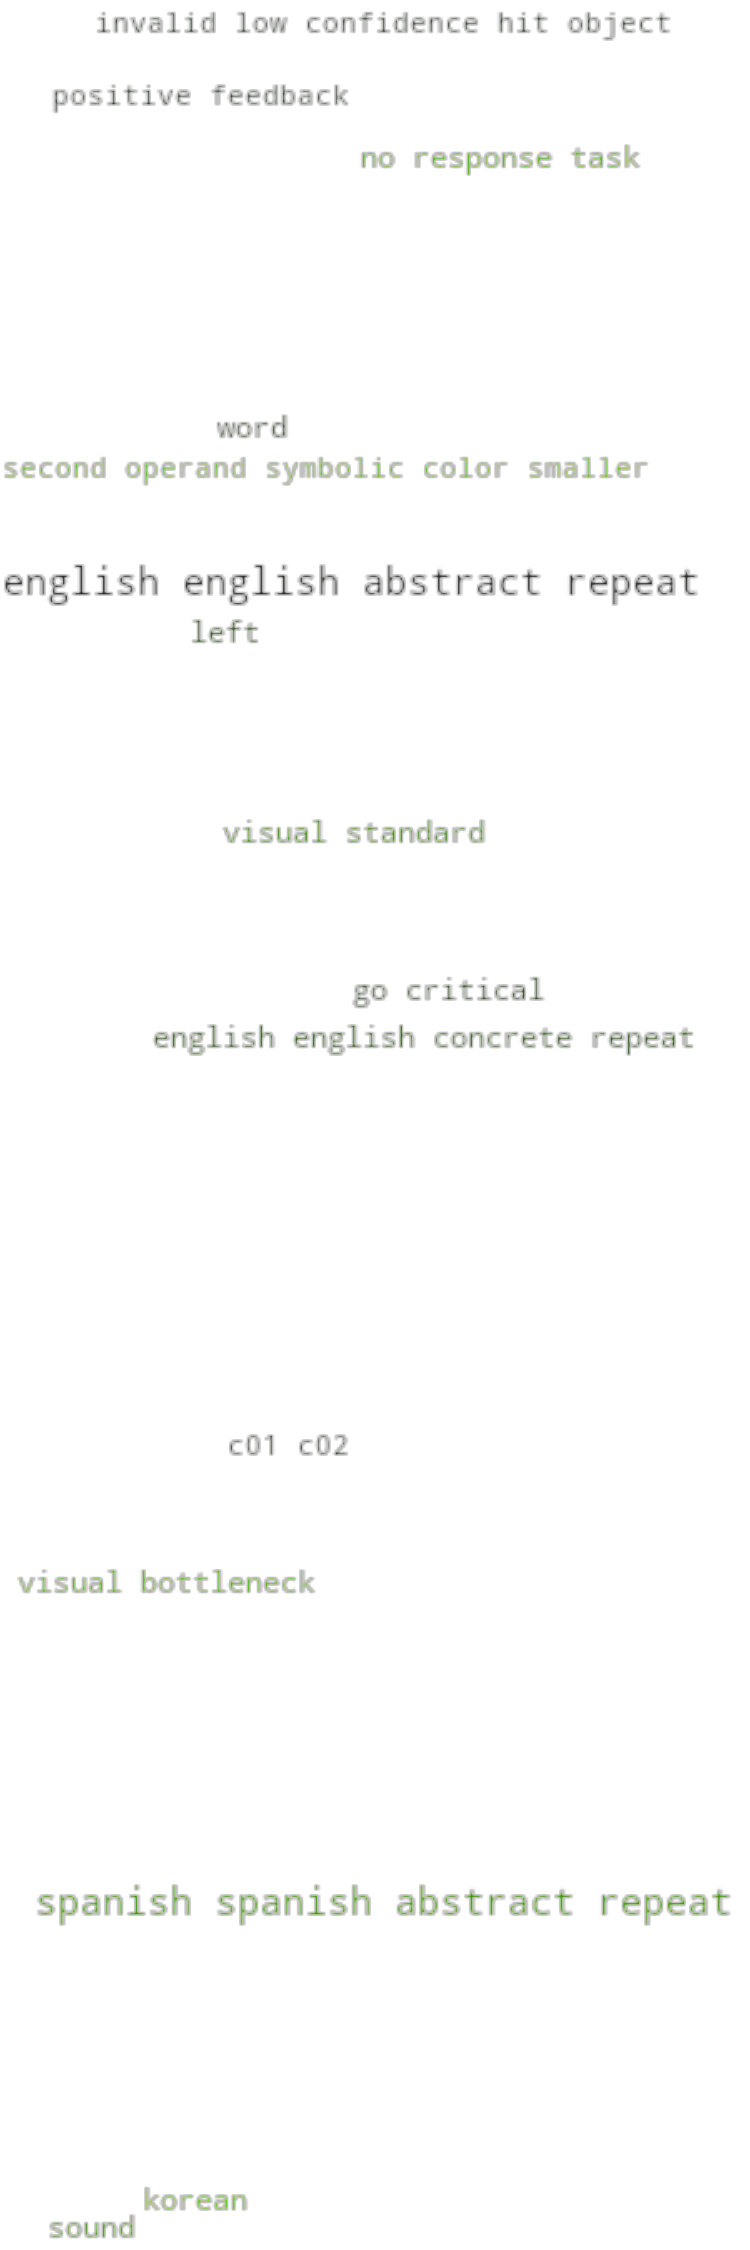 invalid low confidence hit object
positive feedback
no response task
word
second operand symbolic color smaller
english english abstract repeat
left
visual standard
go critical
english english concrete repeat
c01 c02
visual bottleneck
spanish spanish abstract repeat
korean
sound